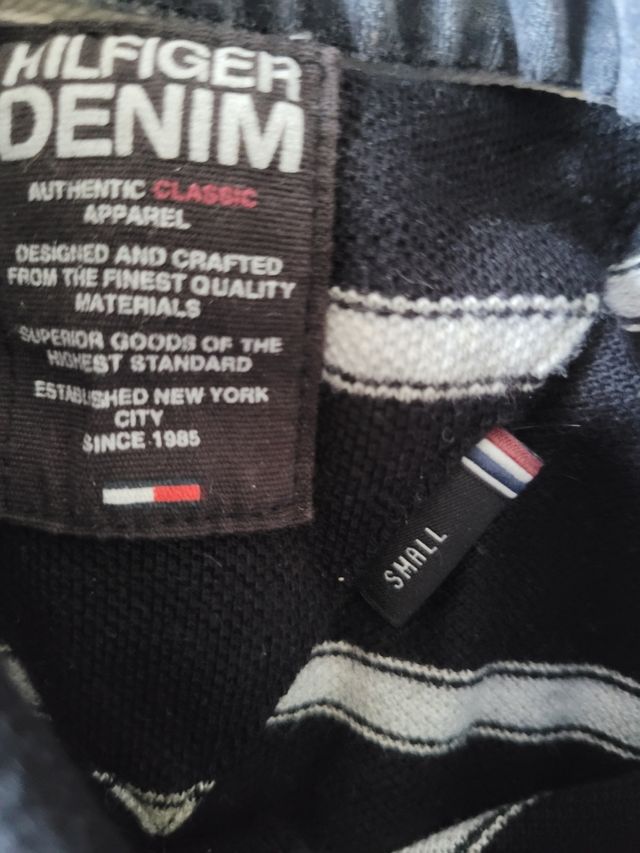 HILFIGER
DENIM
AUTHENTIC CLASSIC
APPAREL
DESIGNED AND CRAFTED
FROM THE FINEST QUALITY
MATERIALS
SUPERIOR GOODS OF THE
HIGHEST STANDARD
ESTABLISHED NEW YORK
CITY
SINCE 1985
SMALL